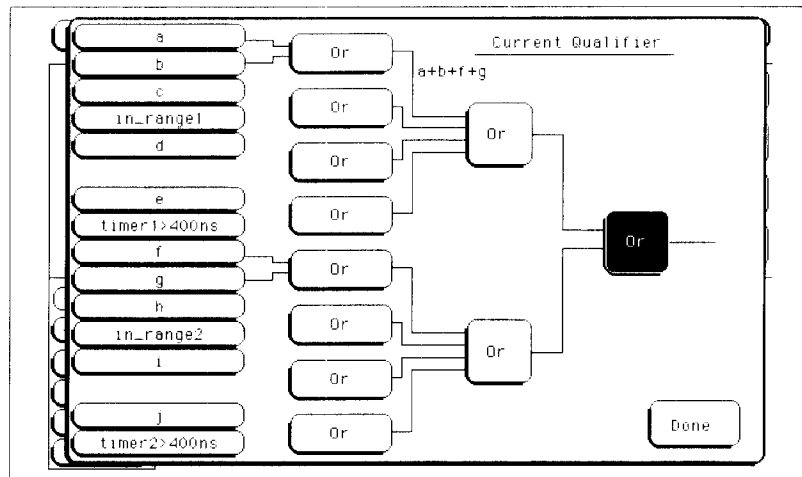 Current Qualifier
a
b
c
in_range1
d
e
timer1>400ns
f
g
h
in_range2
i
j
timer2>400ns
Or
Or
Or
Or
Or
Or
Or
Or
a+b+f+g
Or
Or
Or
Done